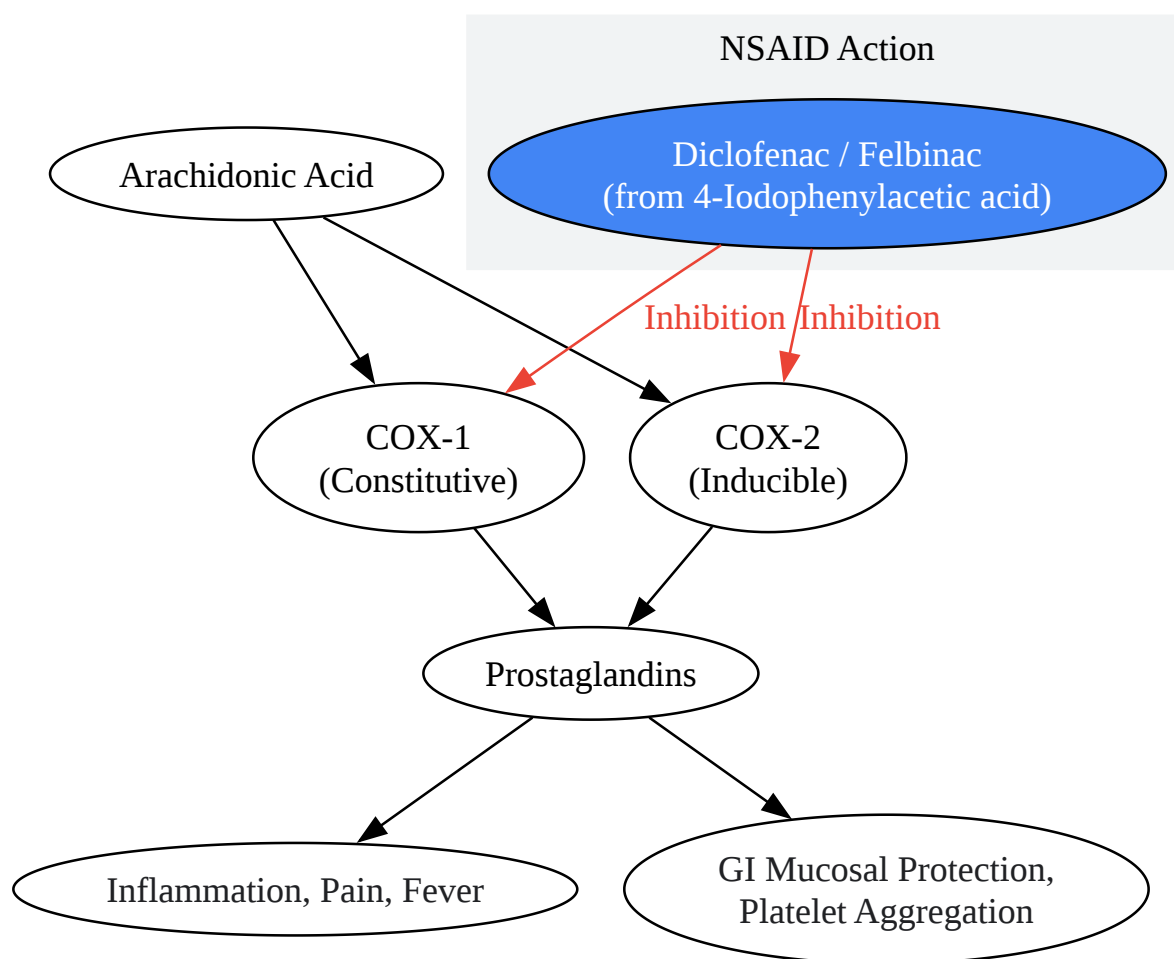 NSAID Action
Arachidonic Acid
Diclofenac / Felbinac
(from 4-Iodophenylacetic acid)
Inhibition
Inhibition
COX-1
(Constitutive)
COX-2
(Inducible)
Prostaglandins
Inflammation, Pain, Fever
GI Mucosal Protection,
Platelet Aggregation